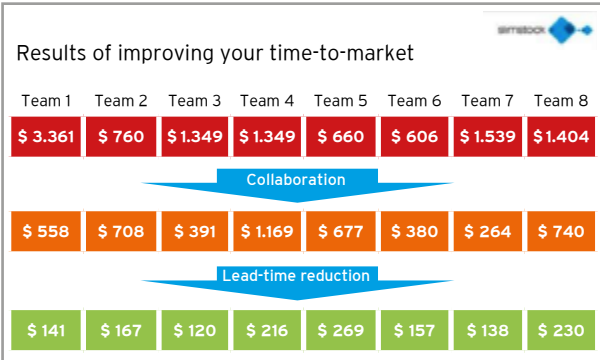 simstock
Results of improving your time-to-market
Team 1 Team 2 Team 3 Team 4 Team 5 Team 6 Team 7 Team 8
$ 3.361 $ 760 $ 1.349 $ 1.349 $ 660 $ 606 $ 1.539 $ 1.404
Collaboration
$ 558 $ 708 $ 391 $ 1.169 $ 677 $ 380 $ 264 $ 740
Lead-time reduction
$ 141 $ 167 $ 120 $ 216 $ 269 $ 157 $ 138 $ 230